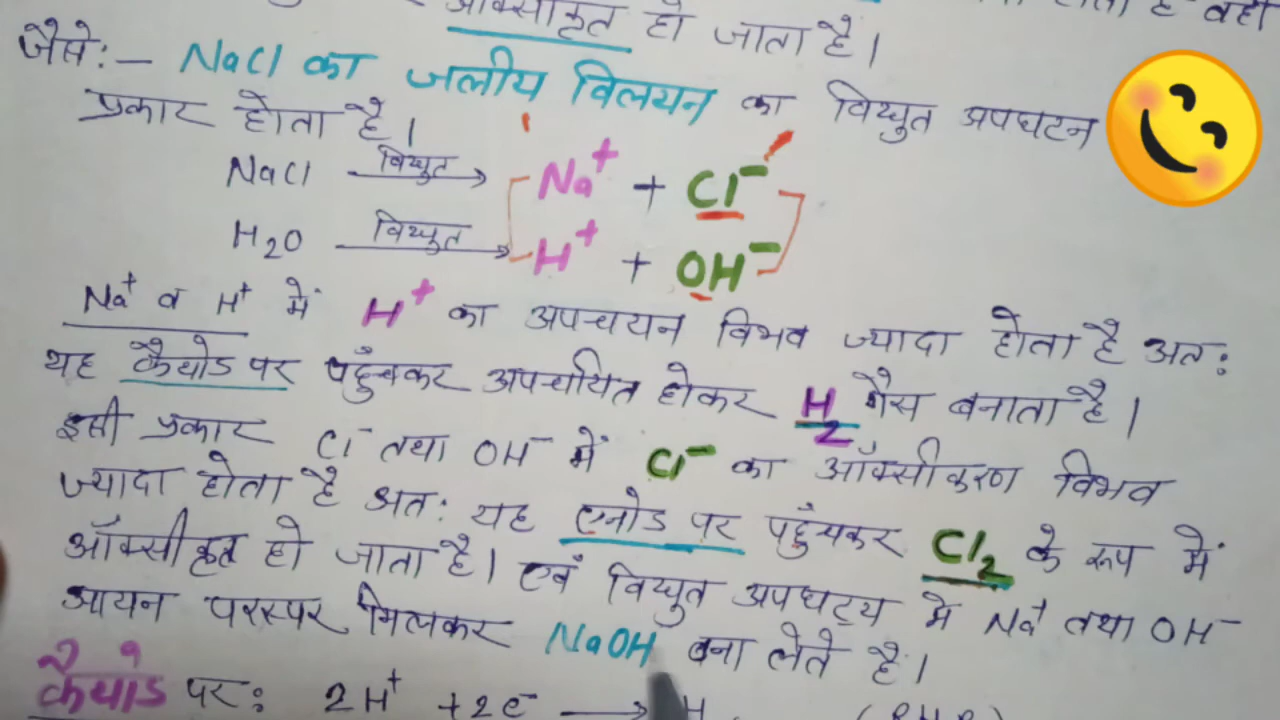 ऑक्सीकृत हो जाता है।
जैसे:- NaCl का जलीय विलयन का विद्युत अपघटन
प्रकार होता है।
NaCl विद्युत → Na⁺ + Cl⁻
H₂O विद्युत → H⁺ + OH⁻
Na⁺ व H⁺ में H⁺ का अपचयन विभव ज्यादा होता है अत:
यह कैथोड पर पहुँचकर अपचयित होकर H₂ गैस बनाता है।
इसी प्रकार Cl⁻ तथा OH⁻ में Cl⁻ का ऑक्सीकरण विभव
ज्यादा होता है अत: यह एनोड पर पहुँचकर Cl₂ के रूप में
ऑक्सीकृत हो जाता है। एवं विद्युत अपघट्य में Na⁺ तथा OH⁻
आयन परस्पर मिलकर NaOH बना लेते है।
कैथोड पर: 2H⁺ + 2e⁻ → H